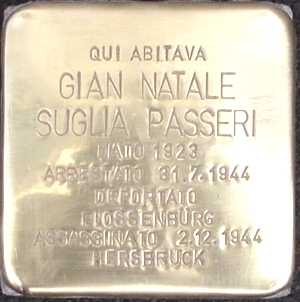 QUI ABITAVA
GIAN NATALE
SUGLIA PASSERI
NATO 1923
ARRESTATO 31.7.1944
DEPORTATO
FLOSSENBÜRG
ASSASSINATO 2.12.1944
HERSBRUCK